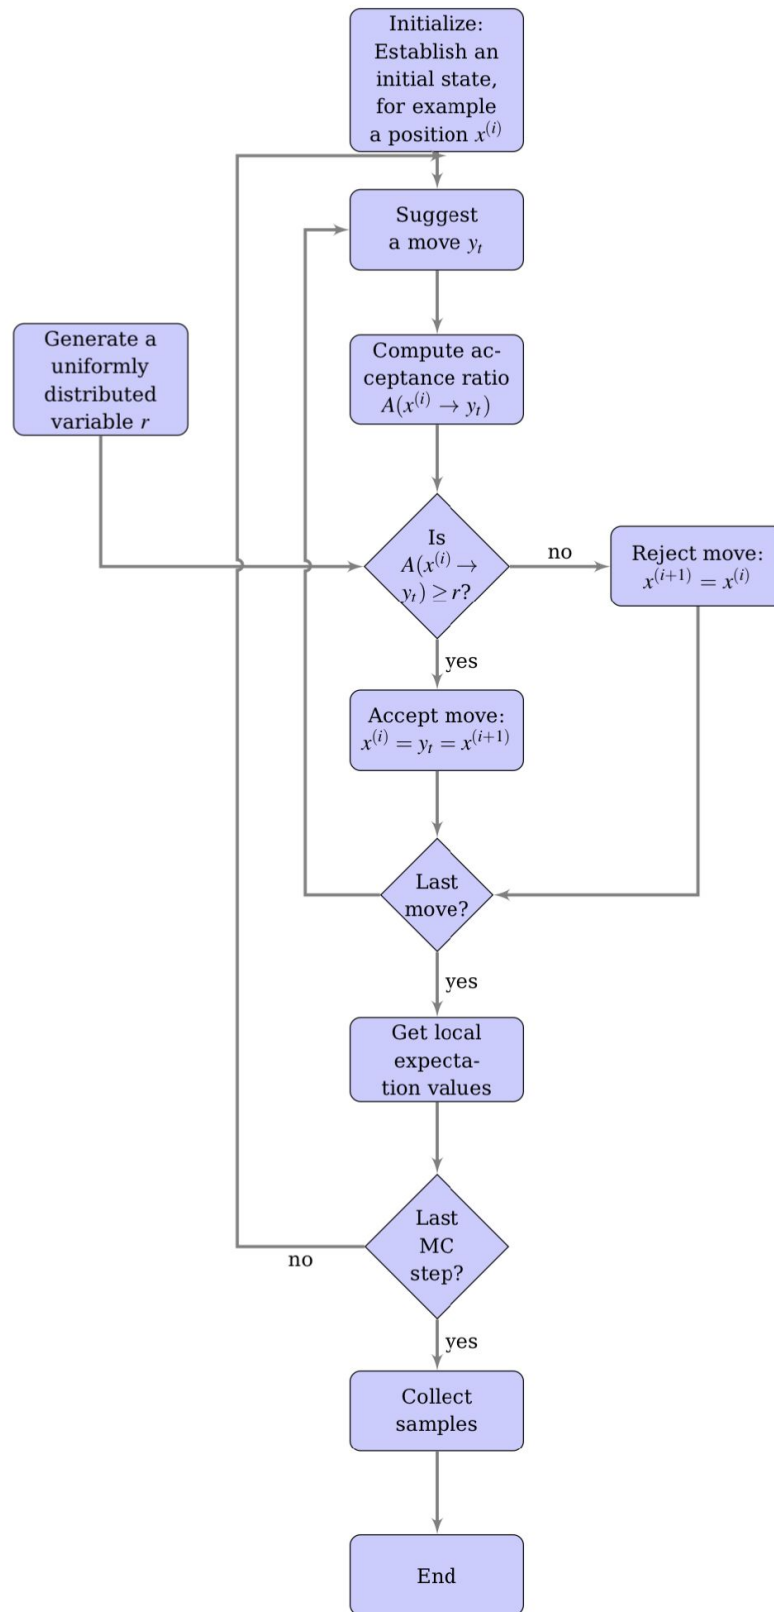 Initialize:
Establish an
initial state,
for example
a position x^{(i)}
Suggest
a move y_t
Generate a
uniformly
distributed
variable r
Compute ac-
ceptance ratio
A(x^{(i)} → y_t)
Is
A(x^{(i)} →
y_t) ≥ r?
no
Reject move:
x^{(i+1)} = x^{(i)}
yes
Accept move:
x^{(i)} = y_t = x^{(i+1)}
Last
move?
yes
Get local
expecta-
tion values
Last
MC
step?
no
yes
Collect
samples
End